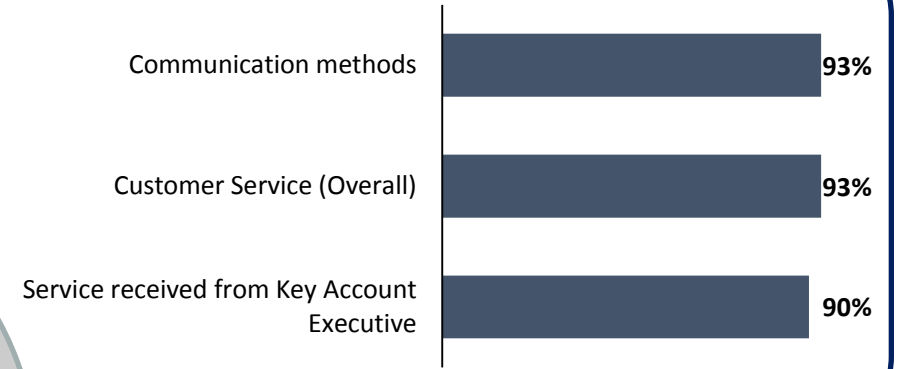 Communication methods 93%
Customer Service (Overall) 93%
Service received from Key Account
Executive 90%